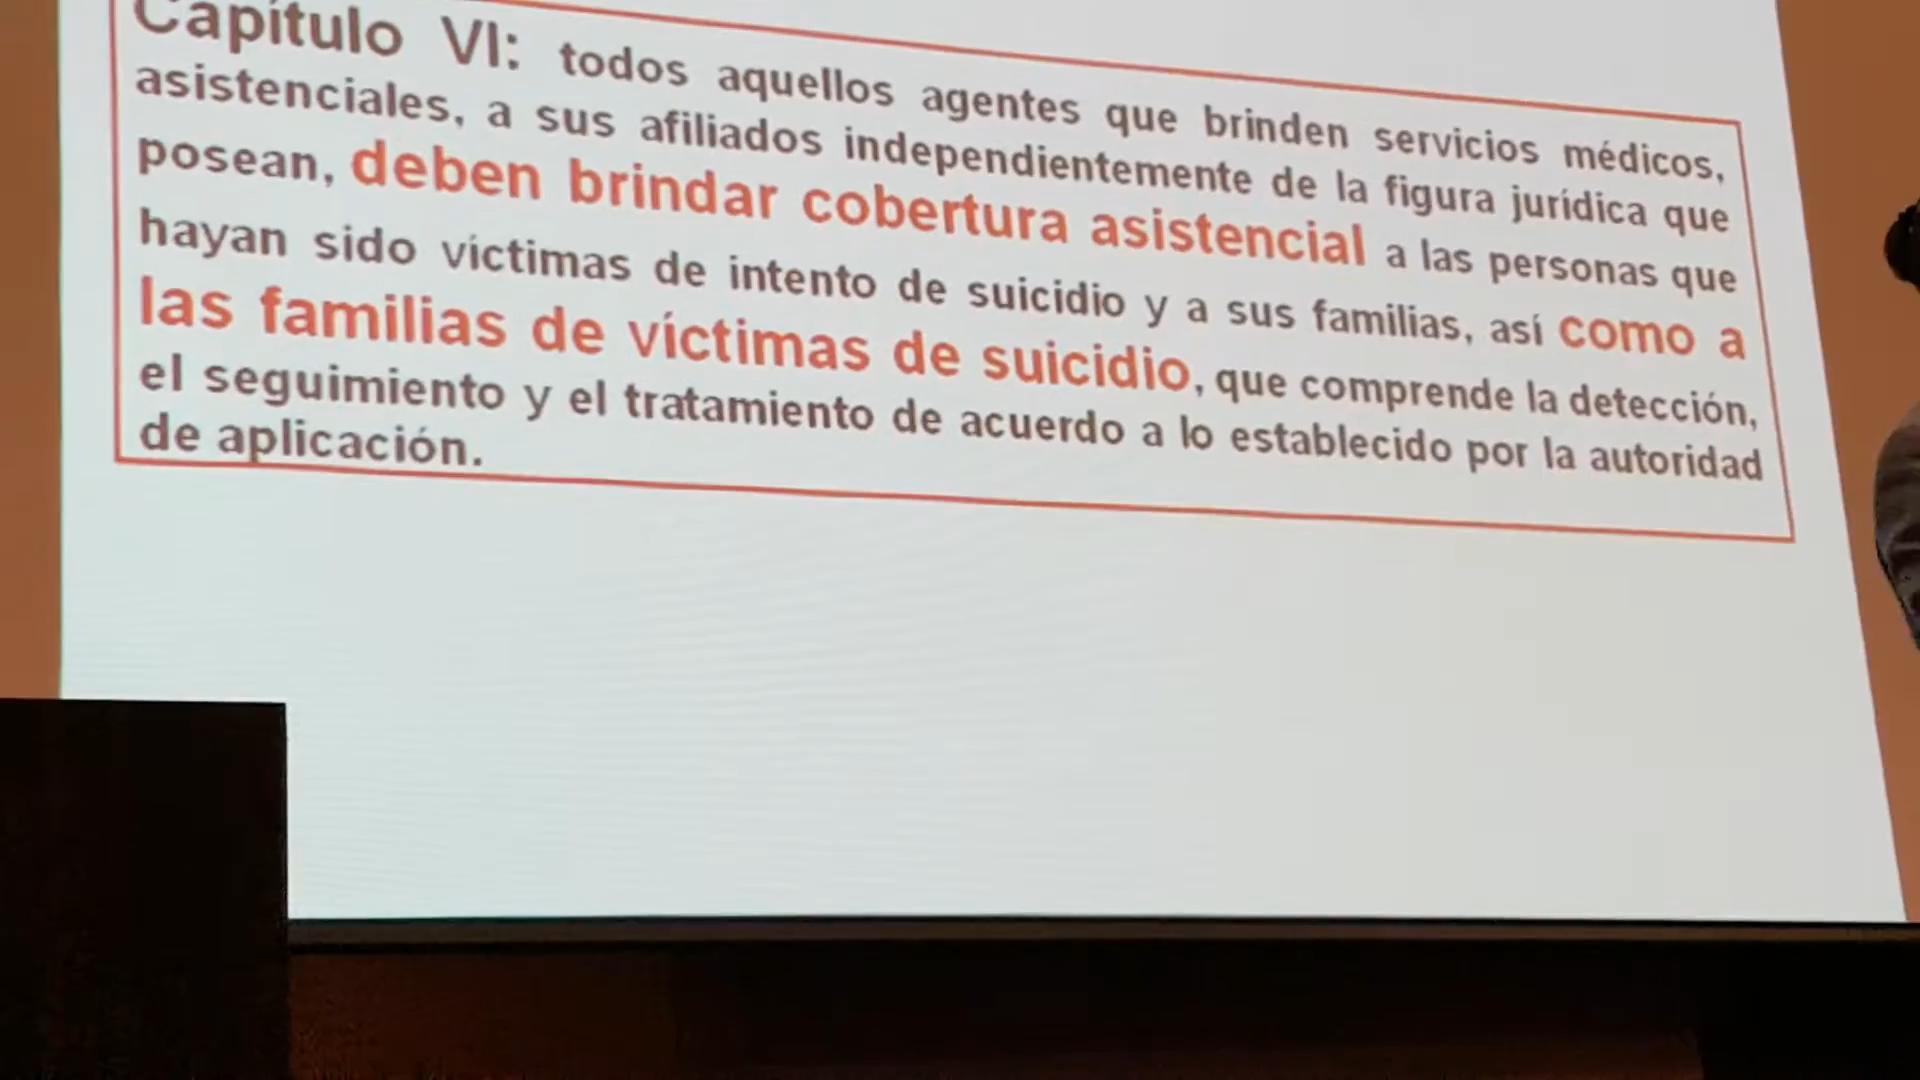 Capítulo VI: todos aquellos agentes que brinden servicios médicos,
asistenciales, a sus afiliados independientemente de la figura jurídica que
posean, deben brindar cobertura asistencial a las personas que
hayan sido víctimas de intento de suicidio y a sus familias, así como a
las familias de víctimas de suicidio, que comprende la detección,
el seguimiento y el tratamiento de acuerdo a lo establecido por la autoridad
de aplicación.